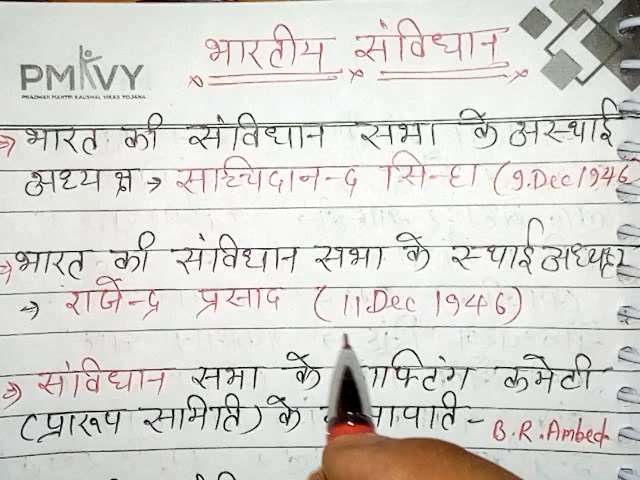 PMKVY
PRADHAN MANTRI KAUSHAL VIKAS YOJANA
भारतीय संविधान
भारत की संविधान सभा के अस्थाई
अध्यक्ष → सच्चिदानन्द सिन्हा (9.Dec 1946
भारत की संविधान सभा के स्थाई अध्यक्ष
→ राजेन्द्र प्रसाद (11 Dec 1946)
संविधान सभा के कमेटी
(प्रारूप समिति) के - B.R.Ambed